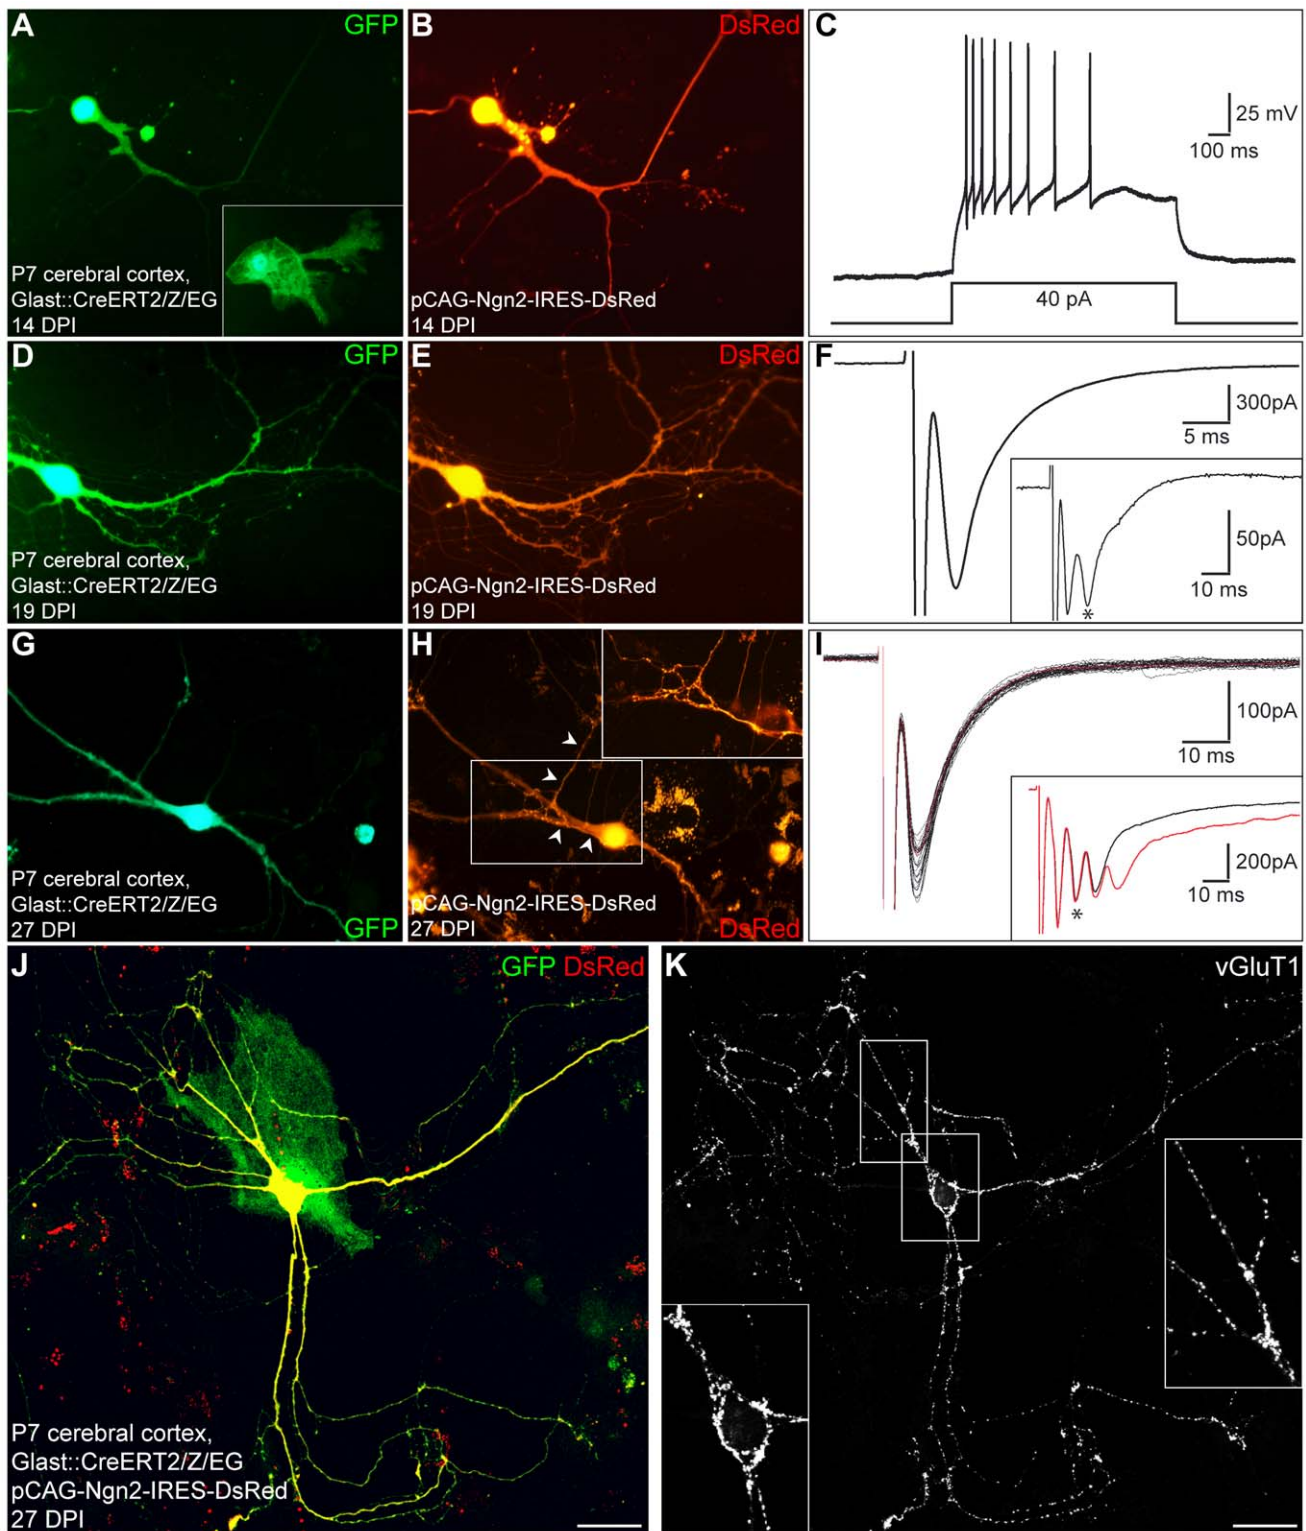 A
GFP
P7 cerebral cortex,
Glast::CreERT2/Z/EG
14 DPI
B
DsRed
pCAG-Ngn2-IRES-DsRed
14 DPI
C
25 mV
100 ms
40 pA
D
GFP
P7 cerebral cortex,
Glast::CreERT2/Z/EG
19 DPI
E
DsRed
pCAG-Ngn2-IRES-DsRed
19 DPI
F
300pA
5 ms
50pA
10 ms
*
G
P7 cerebral cortex,
Glast::CreERT2/Z/EG
27 DPI
GFP
H
pCAG-Ngn2-IRES-DsRed
27 DPI
DsRed
I
100pA
10 ms
200pA
10 ms
*
J
GFP DsRed
P7 cerebral cortex,
Glast::CreERT2/Z/EG
pCAG-Ngn2-IRES-DsRed
27 DPI
K
vGluT1